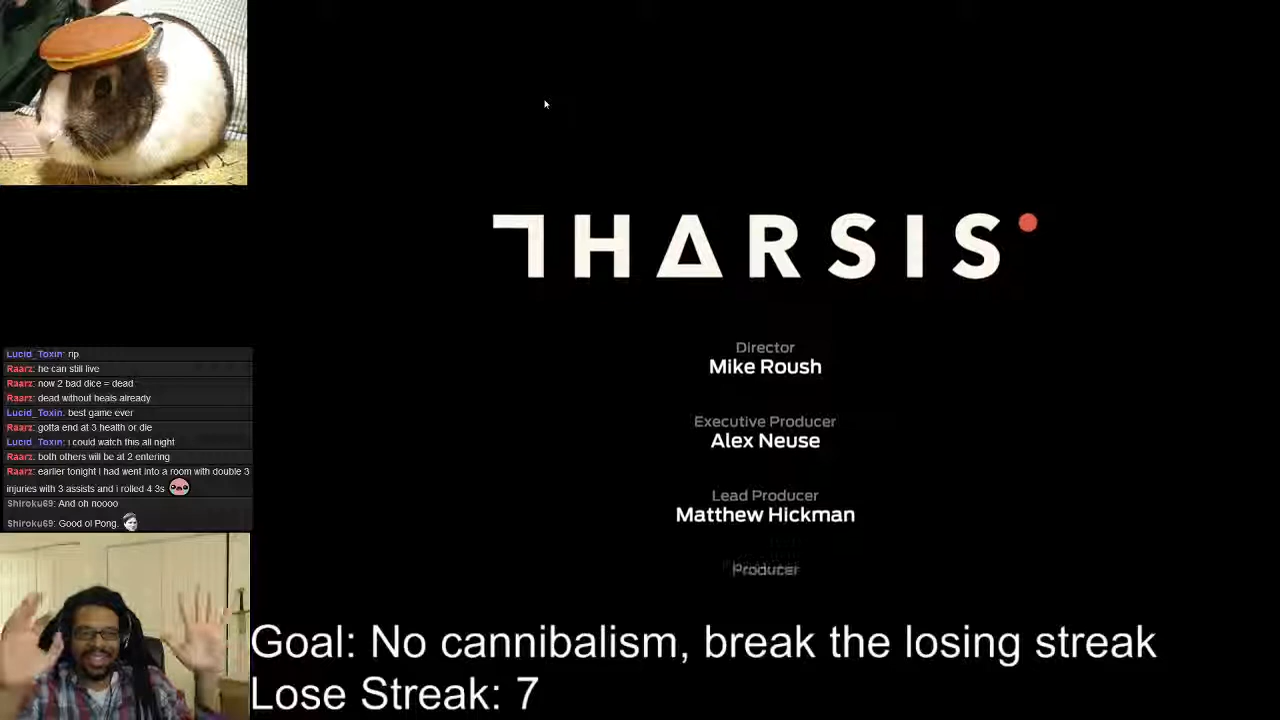 THARSIS
Director
Mike Roush
Executive Producer
Alex Neuse
Lead Producer
Matthew Hickman
Producer
Lucid_Toxin: rip
Raarz: he can still live
Raarz: now 2 bad dice = dead
Raarz: dead without heals already
Lucid_Toxin: best game ever
Raarz: gotta end at 3 health or die
Lucid_Toxin: i could watch this all night
Raarz: both others will be at 2 entering
Raarz: earlier tonight I had went into a room with double 3
injuries with 3 assists and i rolled 4 3s
Shiroku69: And oh noooo
Shiroku69: Good ol Pong.
Goal: No cannibalism, break the losing streak
Lose Streak: 7